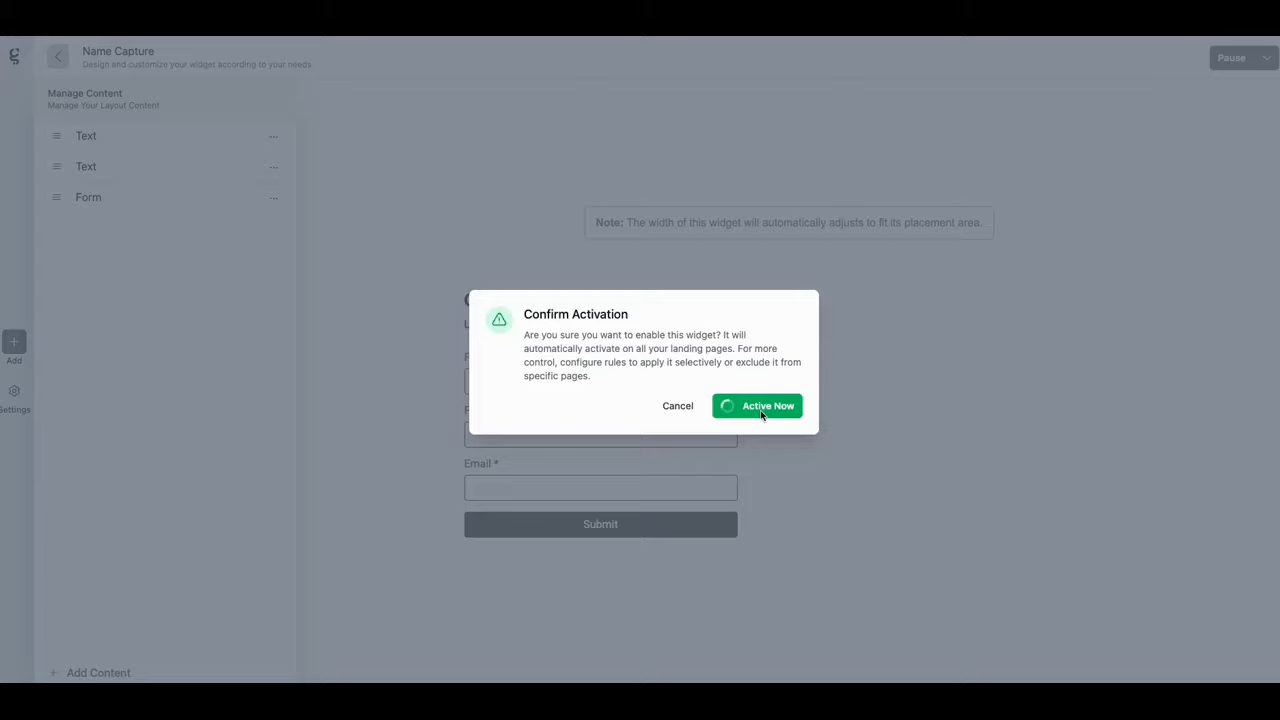 Name Capture
Design and customize your widget according to your needs
Pause
Manage Content
Manage Your Layout Content
Text
Text
Form
Add
Settings
Note: The width of this widget will automatically adjusts to fit its placement area.
Confirm Activation
Are you sure you want to enable this widget? It will
automatically activate on all your landing pages. For more
control, configure rules to apply it selectively or exclude it from
specific pages.
Cancel
Active Now
Email *
Submit
Add Content